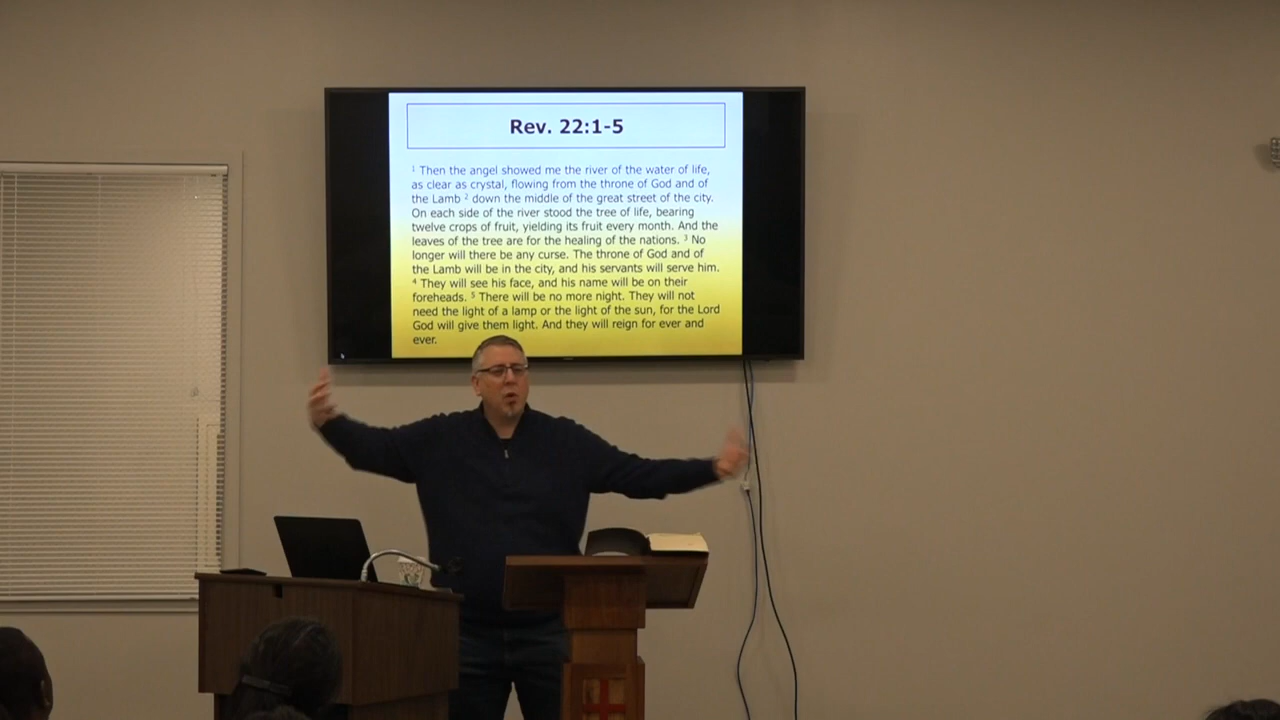 Rev. 22:1-5
¹ Then the angel showed me the river of the water of life,
as clear as crystal, flowing from the throne of God and of
the Lamb ² down the middle of the great street of the city.
On each side of the river stood the tree of life, bearing
twelve crops of fruit, yielding its fruit every month. And the
leaves of the tree are for the healing of the nations. ³ No
longer will there be any curse. The throne of God and of
the Lamb will be in the city, and his servants will serve him.
⁴ They will see his face, and his name will be on their
foreheads. ⁵ There will be no more night. They will not
need the light of a lamp or the light of the sun, for the Lord
God will give them light. And they will reign for ever and
ever.